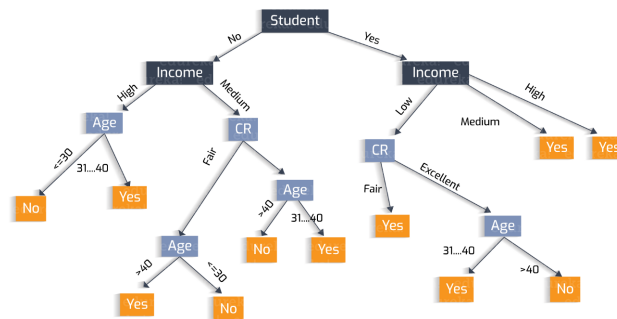 Student
No
Yes
Income
Income
High
Medium
Low
Medium
High
Age
CR
CR
Yes
Yes
<=30
31....40
Fair
Fair
Excellent
No
Yes
Age
Yes
Age
>40
31....40
Age
No
Yes
31....40
>40
>40
<=30
Yes
No
Yes
No